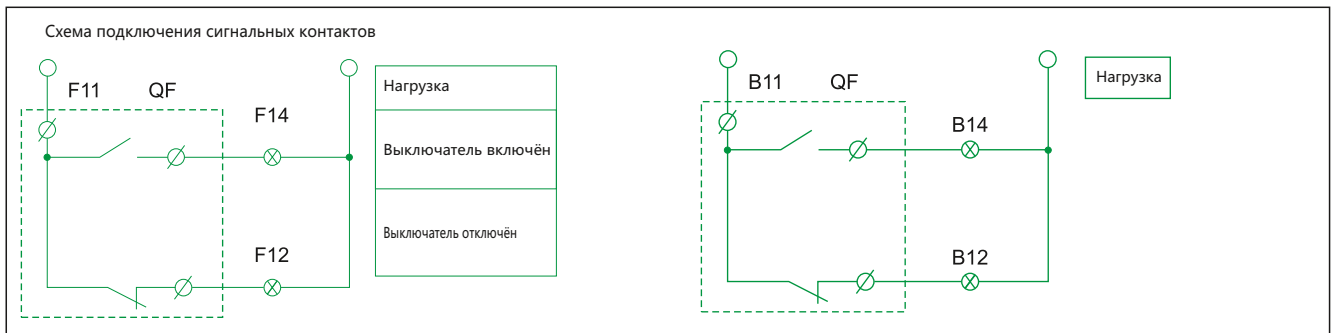 Схема подключения сигнальных контактов
F11 QF
F14
F12
Нагрузка
Выключатель включён
Выключатель отключён
B11 QF
B14
B12
Нагрузка